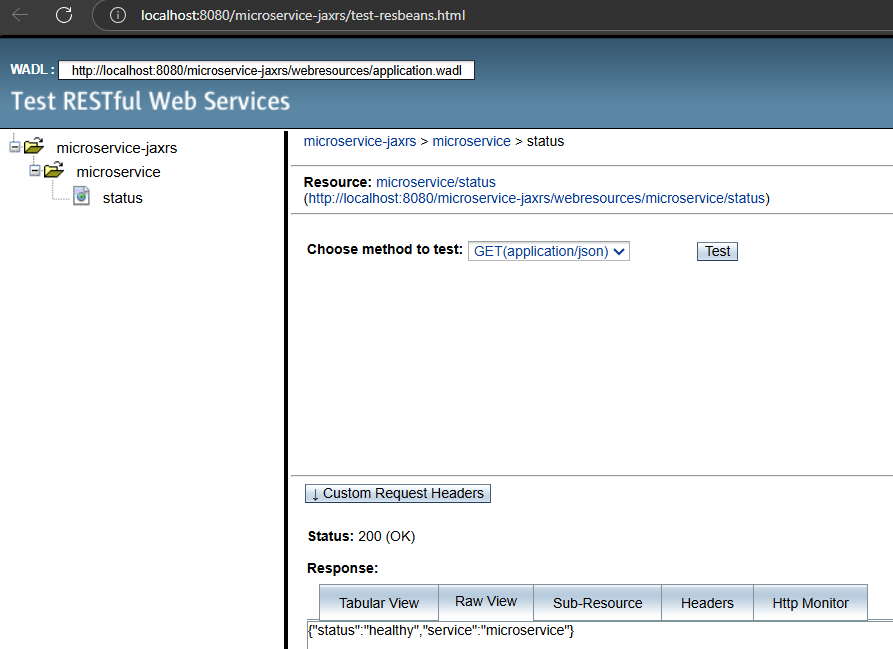 localhost:8080/microservice-jaxrs/test-resbeans.html
WADL : http://localhost:8080/microservice-jaxrs/webresources/application.wadl
Test RESTful Web Services
microservice-jaxrs
microservice
status
microservice-jaxrs > microservice > status
Resource: microservice/status
(http://localhost:8080/microservice-jaxrs/webresources/microservice/status)
Choose method to test: GET(application/json) Test
↓ Custom Request Headers
Status: 200 (OK)
Response:
Tabular View Raw View Sub-Resource Headers Http Monitor
{"status":"healthy","service":"microservice"}